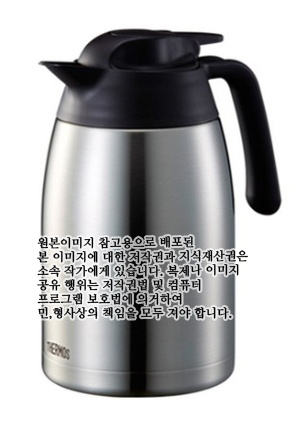 원본이미지 참고용으로 배포된
본 이미지에 대한 저작권과 지식재산권은
소속 작가에게 있습니다. 복제나 이미지
공유 행위는 저작권법 및 컴퓨터
프로그램 보호법에 의거하여
민,형사상의 책임을 모두 져야 합니다.
THERMOS